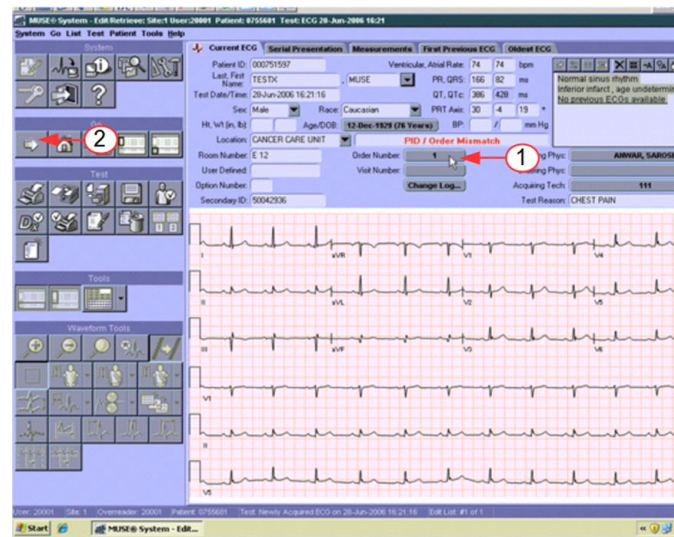 MUSE® System - Edit/Retrieve: Site:1 User:20001 Patient: 0755681 Test: ECG 28-Jun-2006 16:21
System Go List Test Patient Tools Help
System
Current ECG Serial Presentation Measurements First Previous ECG Oldest ECG
Patient ID: 000751597 Ventricular, Atrial Rate: 74 74 bpm
Last, First Name: TESTX , MUSE PR, QRS: 166 82 ms
Test Date/Time: 28-Jun-2006 16:21:16 QT, QTc: 386 428 ms
Sex: Male Race: Caucasian PRT Axis: 30 -4 19 °
Normal sinus rhythm
Inferior infarct , age undetermin
No previous ECGs available
Go
Ht, Wt (in, lb): Age/DOB: 12-Dec-1929 (76 Years) BP: / mm Hg
2
Location: CANCER CARE UNIT PID / Order Mismatch
Room Number: E 12 Order Number: 1 1 ng Phys: ANWAR, SAROSH
User Defined: Visit Number: Phys:
Option Number: Change Log... Acquiring Tech: 111
Secondary ID: 50042936 Test Reason: CHEST PAIN
Test
Tools
Waveform Tools
I aVR V1 V4
II aVL V2 V5
III aVF V3 V6
V1
II
V5
User: 20001 Site: 1 Overreader: 20001 Patient: 0755681 Test: Newly Acquired ECG on 28-Jun-2006 16:21:16 Edit List: #1 of 1
Start MUSE® System - Edit...